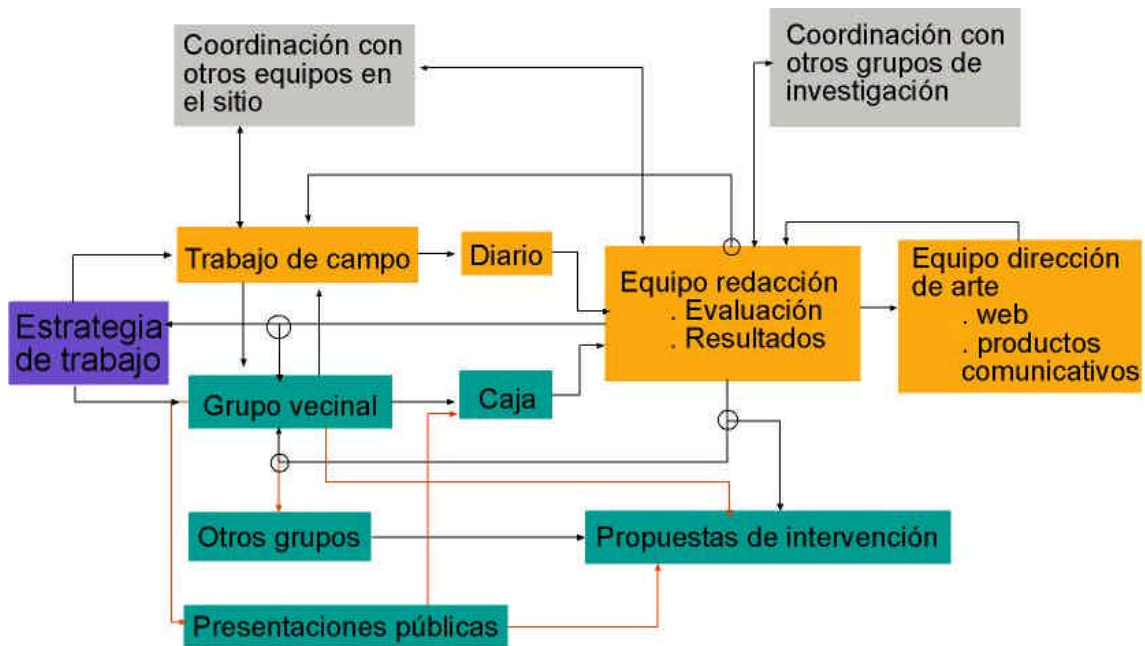 Coordinación con
otros equipos en
el sitio
Coordinación con
otros grupos de
investigación
Trabajo de campo
Diario
Equipo redacción
. Evaluación
. Resultados
Equipo dirección
de arte
. web
. productos
comunicativos
Estrategia
de trabajo
Grupo vecinal
Caja
Otros grupos
Propuestas de intervención
Presentaciones públicas